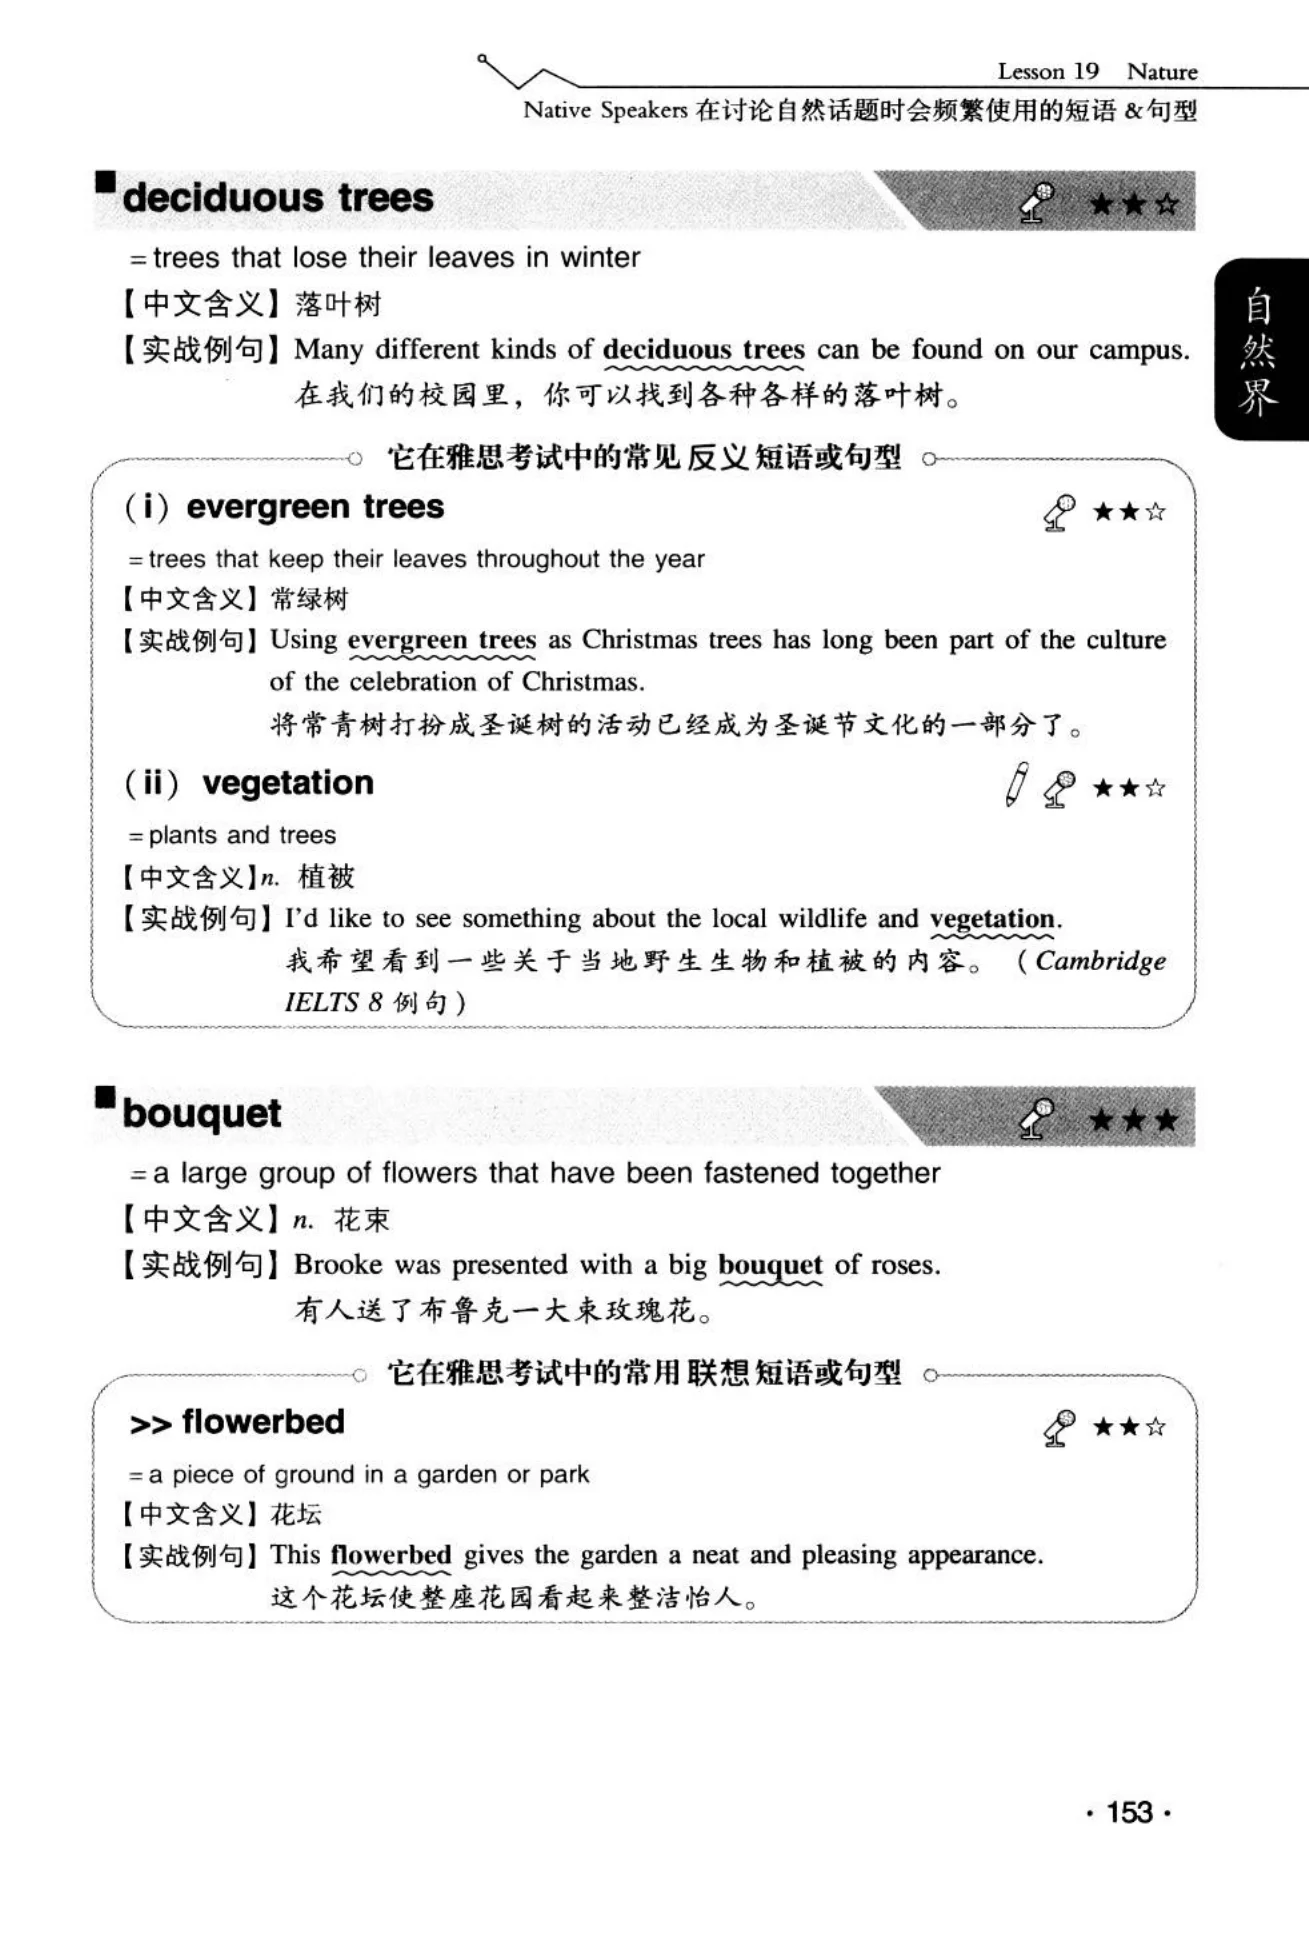 Lesson 19 Nature
Native Speakers 在讨论自然话题时会频繁使用的短语 &句型
deciduous trees ★★☆
=trees that lose their leaves in winter
【中文含义】落叶树
【实战例句】Many different kinds of deciduous trees can be found on our campus.
在我们的校园里，你可以找到各种各样的落叶树。
自然界
它在雅思考试中的常见反义短语或句型
（i）evergreen trees ★★☆
=trees that keep their leaves throughout the year
【中文含义】常绿树
【实战例句】Using evergreen trees as Christmas trees has long been part of the culture
of the celebration of Christmas.
将常青树打扮成圣诞树的活动已经成为圣诞节文化的一部分了。
（ii）vegetation ★★☆
=plants and trees
【中文含义】n. 植被
【实战例句】I'd like to see something about the local wildlife and vegetation.
我希望看到一些关于当地野生生物和植被的内容。（Cambridge
IELTS 8 例句）
bouquet ★★★
=a large group of flowers that have been fastened together
【中文含义】n. 花束
【实战例句】Brooke was presented with a big bouquet of roses.
有人送了布鲁克一大束玫瑰花。
它在雅思考试中的常用联想短语或句型
>> flowerbed ★★☆
=a piece of ground in a garden or park
【中文含义】花坛
【实战例句】This flowerbed gives the garden a neat and pleasing appearance.
这个花坛使整座花园看起来整洁怡人。
· 153 ·